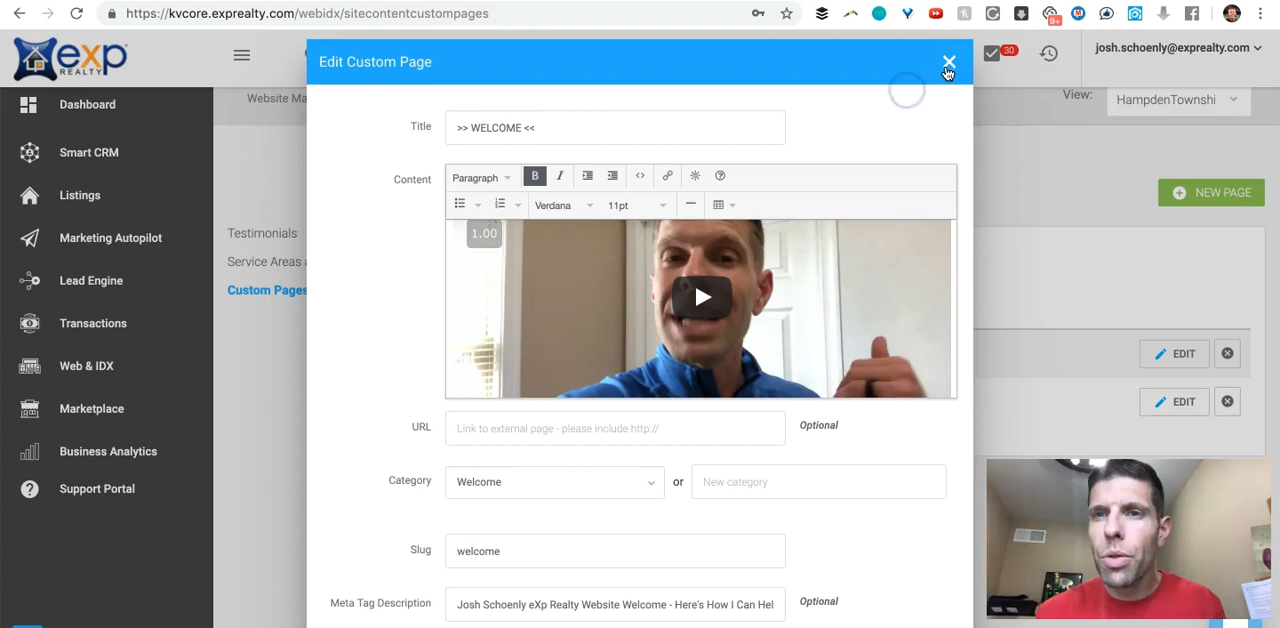 https://kvcore.exprealty.com/webidx/sitecontentcustompages
9+
exp
REALTY
30
josh.schoenly@exprealty.com
Edit Custom Page
Website Ma
View:
HampdenTownshi
Dashboard
Smart CRM
Listings
Marketing Autopilot
Lead Engine
Transactions
Web & IDX
Marketplace
Business Analytics
Support Portal
Testimonials
Service Areas a
Custom Pages
NEW PAGE
EDIT
EDIT
Title
>> WELCOME <<
Content
Paragraph
B I
Verdana 11pt
1.00
URL
Link to external page - please include http://
Optional
Category
Welcome
or
New category
Slug
welcome
Meta Tag Description
Josh Schoenly eXp Realty Website Welcome - Here's How I Can Hel
Optional